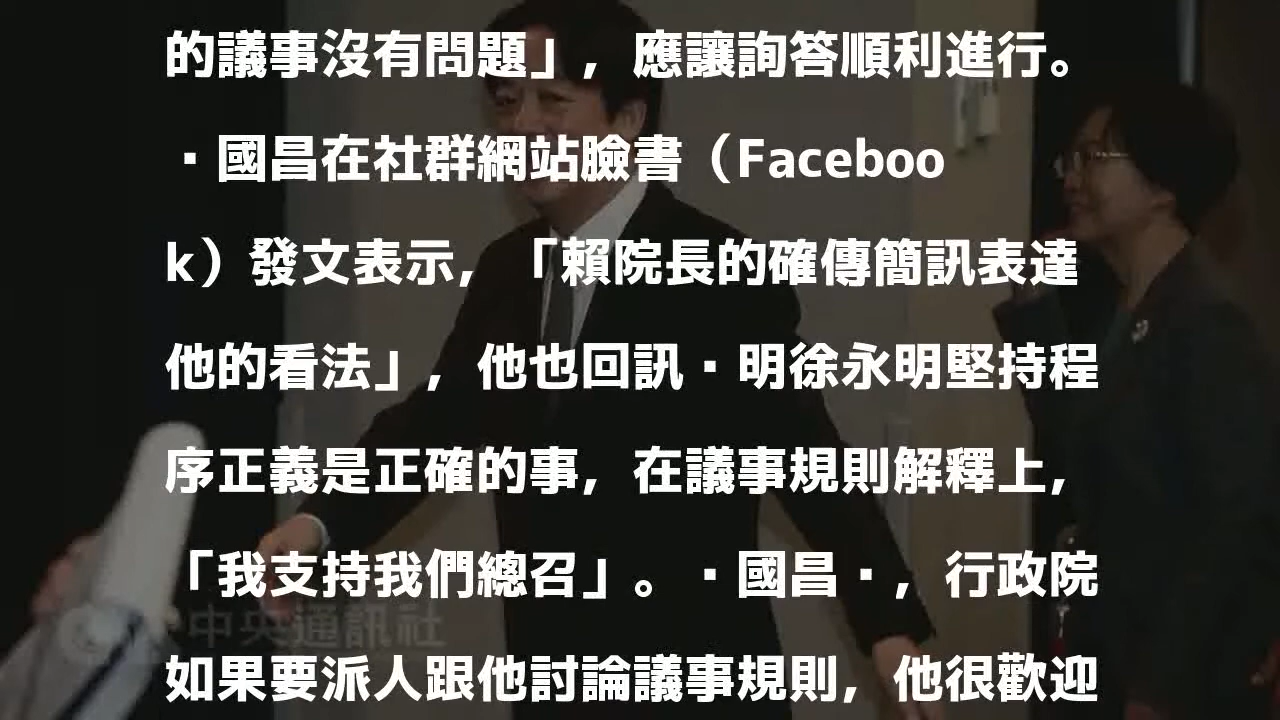 的議事沒有問題」，應讓詢答順利進行。
▪國昌在社群網站臉書（Faceboo
k）發文表示，「賴院長的確傳簡訊表達
他的看法」，他也回訊▪明徐永明堅持程
序正義是正確的事，在議事規則解釋上，
「我支持我們總召」。▪國昌▪，行政院
中央通訊社
如果要派人跟他討論議事規則，他很歡迎